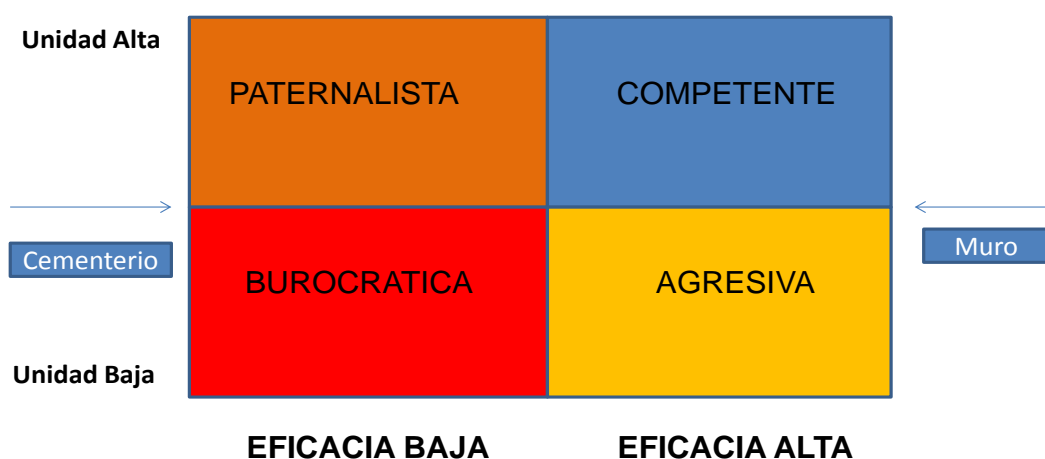 Unidad Alta
PATERNALISTA
COMPETENTE
Cementerio
Muro
BUROCRATICA
AGRESIVA
Unidad Baja
EFICACIA BAJA
EFICACIA ALTA